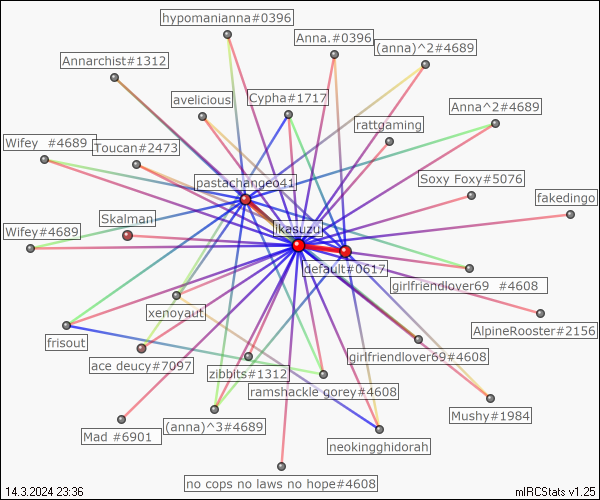 hypomanianna#0396
Anna.#0396
(anna)^2#4689
Annarchist#1312
avelicious
Cypha#1717
Anna^2#4689
rattgaming
Wifey #4689
Toucan#2473
pastachangeo41
Soxy Foxy#5076
fakedingo
Skalman
ikesuzu
Wifey#4689
default#0617
girlfriendlover69 #4608
xenoyaut
AlpineRooster#2156
frisout
girlfriendlover69#4608
ace deucy#7097
zibbits#1312
ramshackle gorey#4608
Mushy#1984
(anna)^3#4689
Mad #6901
neokingghidorah
no cops no laws no hope#4608
14.3.2024 23:36
mIRCStats v1.25